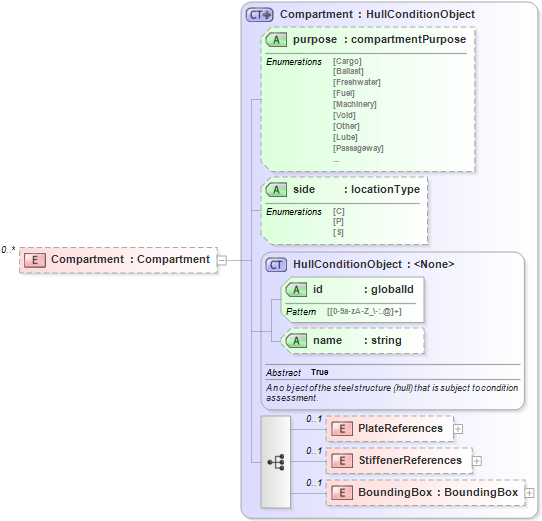 CT Compartment : HullConditionObject
A purpose : compartmentPurpose
Enumerations [Cargo]
[Ballast]
[Freshwater]
[Fuel]
[Machinery]
[Void]
[Other]
[Lube]
[Passageway]
...
A side : locationType
Enumerations [C]
[P]
[S]
0..*
E Compartment : Compartment
CT HullConditionObject : <None>
A id : globalId
Pattern [[0-9a-zA-Z_\-:.@]+]
A name : string
Abstract True
An object of the steel structure (hull) that is subject to condition
assessment.
0..1
E PlateReferences
0..1
E StiffenerReferences
0..1
E BoundingBox : BoundingBox